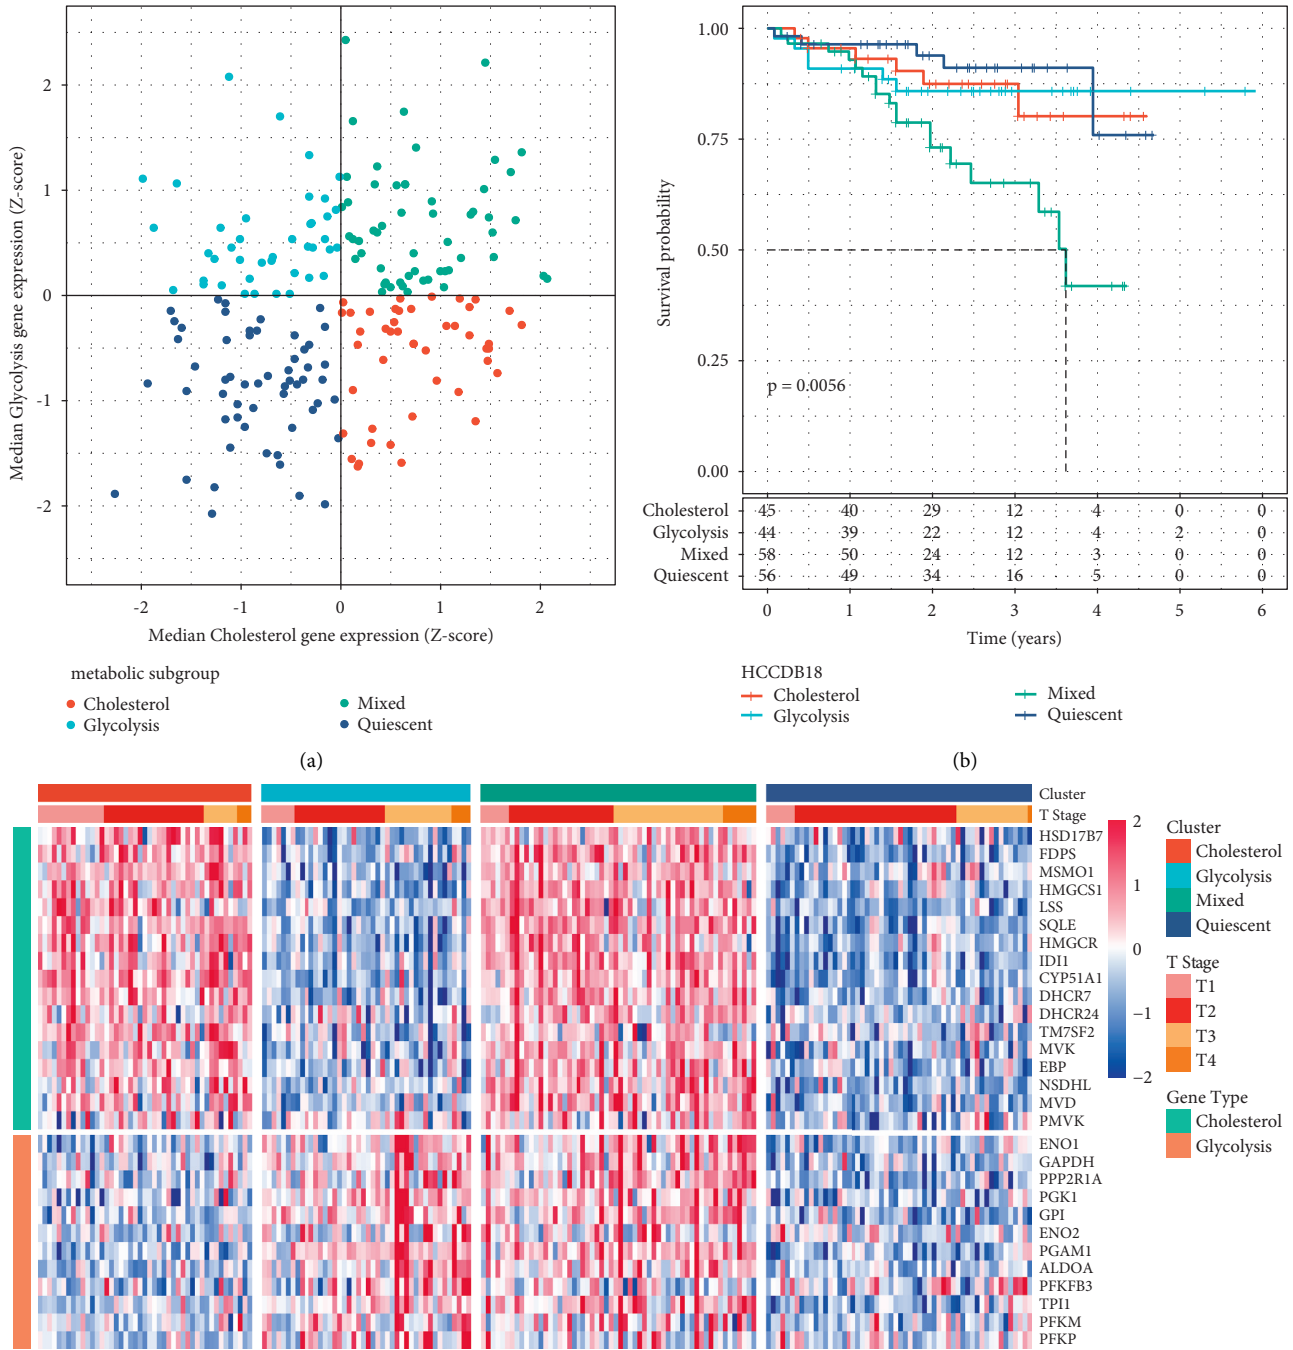 Median Glycolysis gene expression (Z-score)
2
1
0
-1
-2
-2 -1 0 1 2
Median Cholesterol gene expression (Z-score)
metabolic subgroup
Cholesterol Mixed
Glycolysis Quiescent
(a)
Survival probability
1.00
0.75
0.50
0.25
0.00
p = 0.0056
Cholesterol 45 40 29 12 4 0 0
Glycolysis 44 39 22 12 4 2 0
Mixed 58 50 24 12 3 0 0
Quiescent 56 49 34 16 5 0 0
0 1 2 3 4 5 6
Time (years)
HCCDB18
Cholesterol Mixed
Glycolysis Quiescent
(b)
Cluster
T Stage
HSD17B7
FDPS
MSMO1
HMGCS1
LSS
SQLE
HMGCR
IDI1
CYP51A1
DHCR7
DHCR24
TM7SF2
MVK
EBP
NSDHL
MVD
PMVK
ENO1
GAPDH
PPP2R1A
PGK1
GPI
ENO2
PGAM1
ALDOA
PFKFB3
TPI1
PFKM
PFKP
2
1
0
−1
−2
Cluster
Cholesterol
Glycolysis
Mixed
Quiescent
T Stage
T1
T2
T3
T4
Gene Type
Cholesterol
Glycolysis